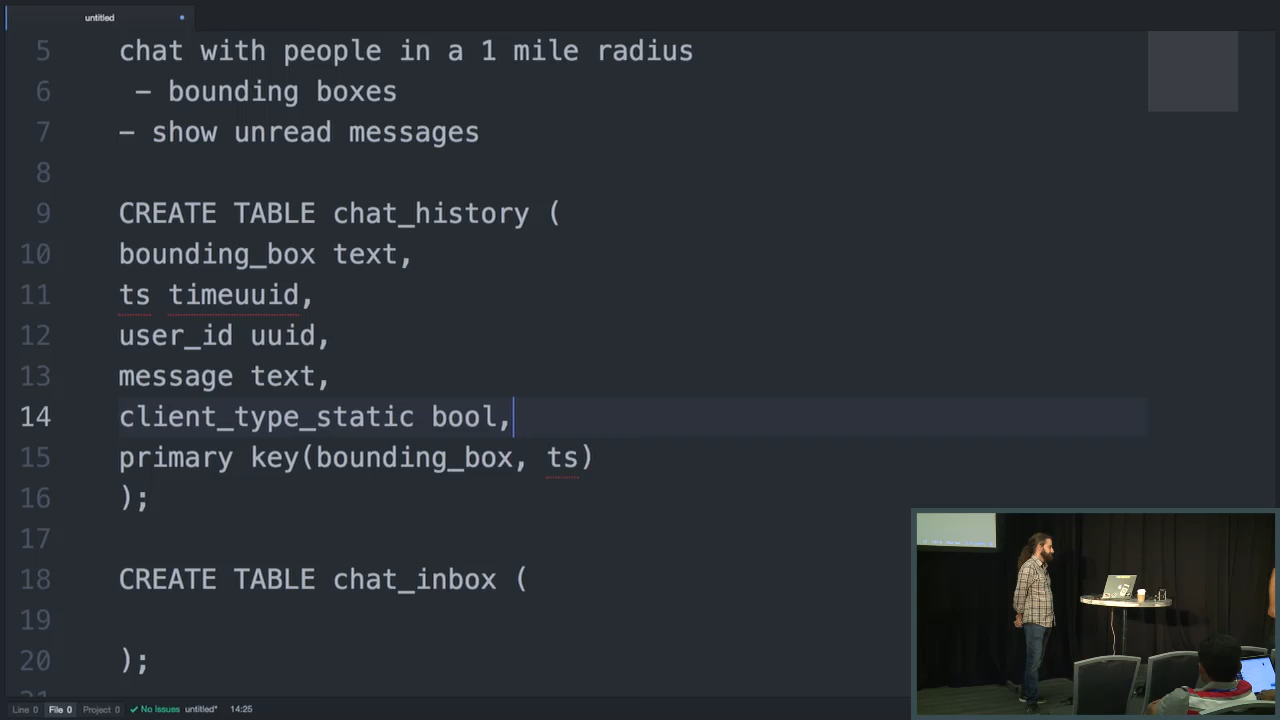 untitled
5 chat with people in a 1 mile radius
6 - bounding boxes
7 - show unread messages
8
9 CREATE TABLE chat_history (
10 bounding_box text,
11 ts timeuuid,
12 user_id uuid,
13 message text,
14 client_type_static bool,
15 primary key(bounding_box, ts)
16 );
17
18 CREATE TABLE chat_inbox (
19
20 );
21
Line 0 File 0 Project 0 ✓ No Issues untitled* 14:25